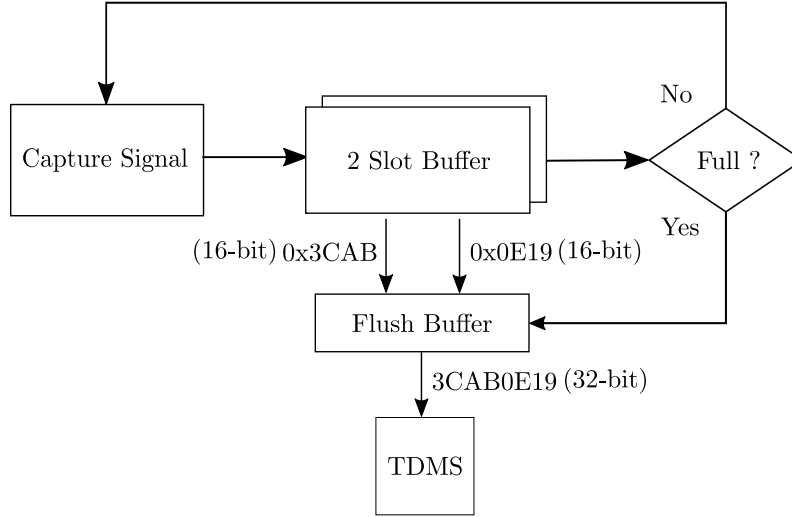 No
Capture Signal
2 Slot Buffer
Full ?
Yes
(16-bit) 0x3CAB
0x0E19 (16-bit)
Flush Buffer
3CAB0E19 (32-bit)
TDMS